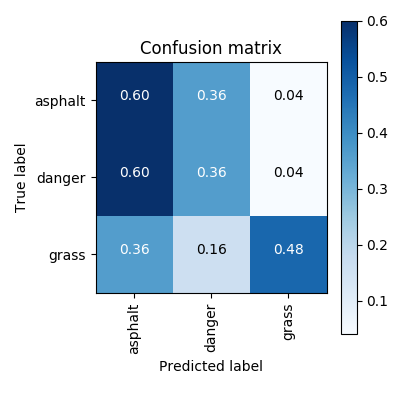 Confusion matrix
True label
asphalt 0.60 0.36 0.04
danger 0.60 0.36 0.04
grass 0.36 0.16 0.48
asphalt danger grass
Predicted label
0.6
0.5
0.4
0.3
0.2
0.1